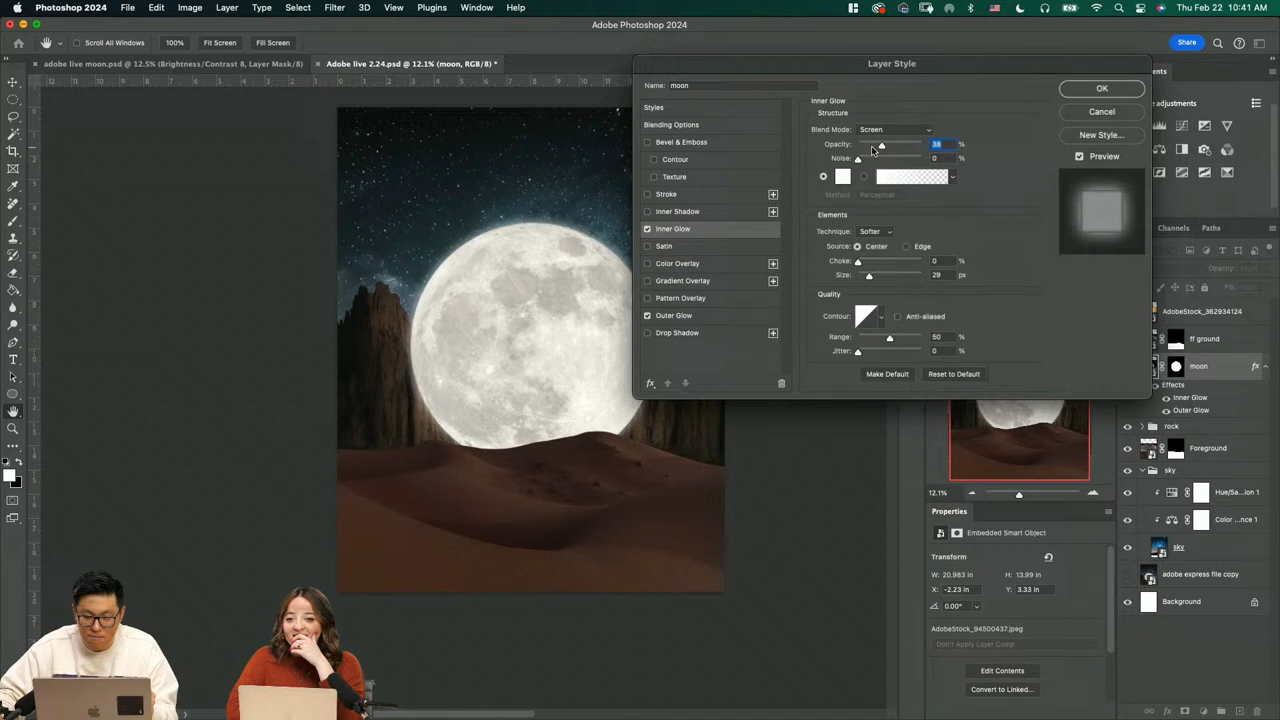 Photoshop 2024 File Edit Image Layer Type Select Filter 3D View Plugins Window Help Thu Feb 22 10:41 AM
Adobe Photoshop 2024
Scroll All Windows 100% Fit Screen Fill Screen Share
adobe live moon.psd @ 12.5% (Brightness/Contrast 8, Layer Mask/8)
Adobe live 2.24.psd @ 12.1% (moon, RGB/8) *
Layer Style
Name: moon
Styles
Blending Options
Bevel & Emboss
Contour
Texture
Stroke
Inner Shadow
Inner Glow
Satin
Color Overlay
Gradient Overlay
Pattern Overlay
Outer Glow
Drop Shadow
Inner Glow
Structure
Blend Mode: Screen
Opacity: 38 %
Noise: 0 %
Method: Perceptual
Elements
Technique: Softer
Source: Center Edge
Choke: 0 %
Size: 29 px
Quality
Contour: Anti-aliased
Range: 50 %
Jitter: 0 %
Make Default Reset to Default
OK
Cancel
New Style...
Preview
adjustments
Channels Paths
Opacity:
Fill:
AdobeStock_362934124
ff ground
moon fx
Effects
Inner Glow
Outer Glow
rock
Foreground
sky
Hue/Sa...ion 1
Color ...nce 1
sky
adobe express file copy
Background
12.1%
Properties
Embedded Smart Object
Transform
W: 20.983 in H: 13.99 in
X: -2.23 in Y: 3.33 in
0.00°
AdobeStock_94500437.jpeg
Don't Apply Layer Comp
Edit Contents
Convert to Linked...